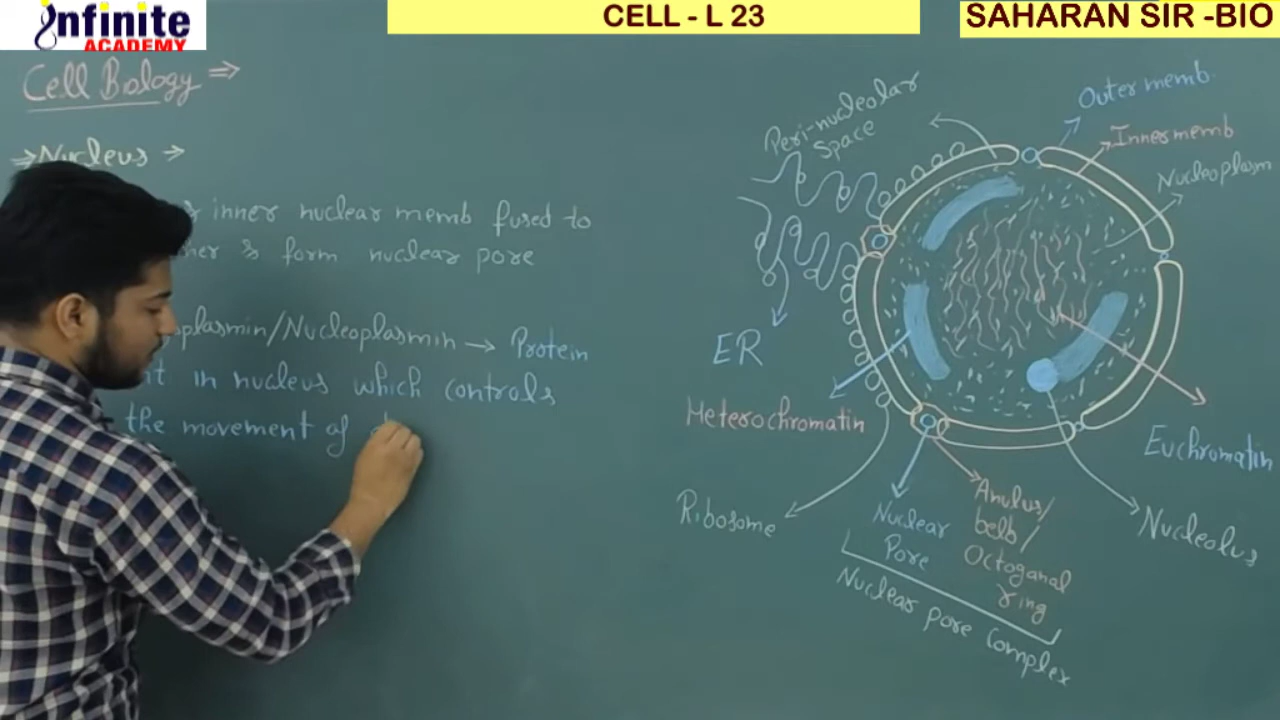 Infinite
ACADEMY
CELL - L 23
SAHARAN SIR -BIO
Cell Biology ⇒
⇒ Nucleus →
inner nuclear memb fused to
form nuclear pore
plasmin/Nucleoplasmin → Protein
in nucleus which controls
the movement of
Peri-nucleolar
space
Outer memb.
Inner memb
Nucleoplasm
ER
Heterochromatin
Euchromatin
Ribosome
Nuclear
Pore
Anulus/
belb/
Octoganal
ring
Nucleolus
Nuclear pore Complex